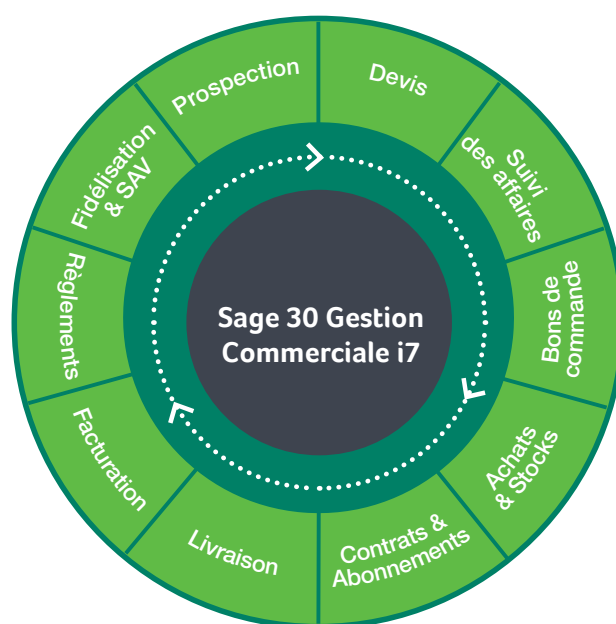 Prospection
Devis
Suivi
des affaires
Bons de
commande
Achats
& Stocks
Contrats &
Abonnements
Livraison
Facturation
Règlements
Fidélisation
& SAV
Sage 30 Gestion
Commerciale i7